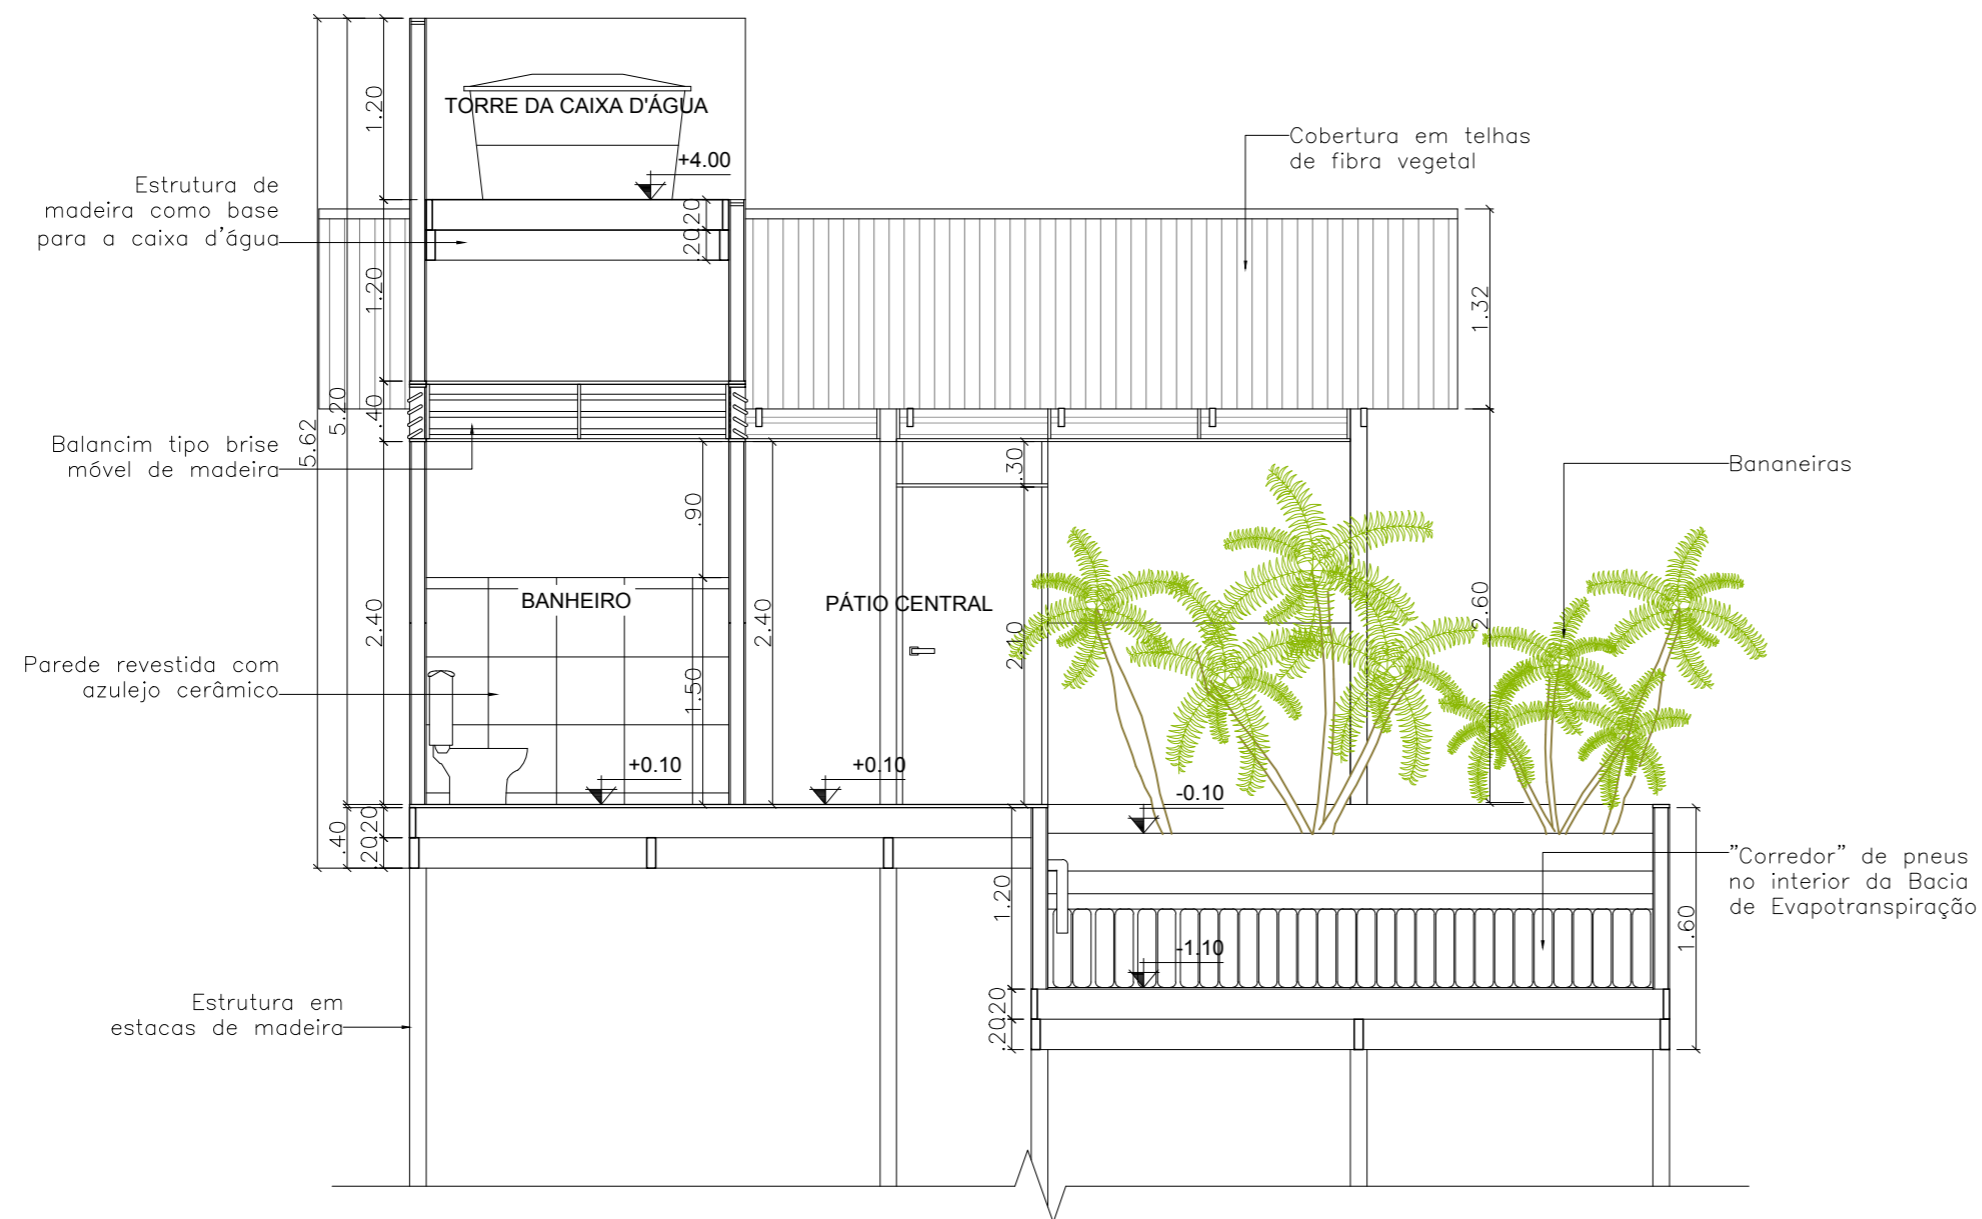 TORRE DA CAIXA D'ÁGUA
+4.00
Estrutura de
madeira como base
para a caixa d'água
Cobertura em telhas
de fibra vegetal
1.20
.20
.20
1.20
1.32
.40
5.20
5.62
Balancim tipo brise
móvel de madeira
Bananeiras
.30
.90
2.40
2.40
2.10
2.60
BANHEIRO
PÁTIO CENTRAL
Parede revestida com
azulejo cerâmico
1.50
+0.10
+0.10
-0.10
.40
.20
.20
"Corredor" de pneus
no interior da Bacia
de Evapotranspiração
1.20
1.60
-1.10
Estrutura em
estacas de madeira
.20
.20